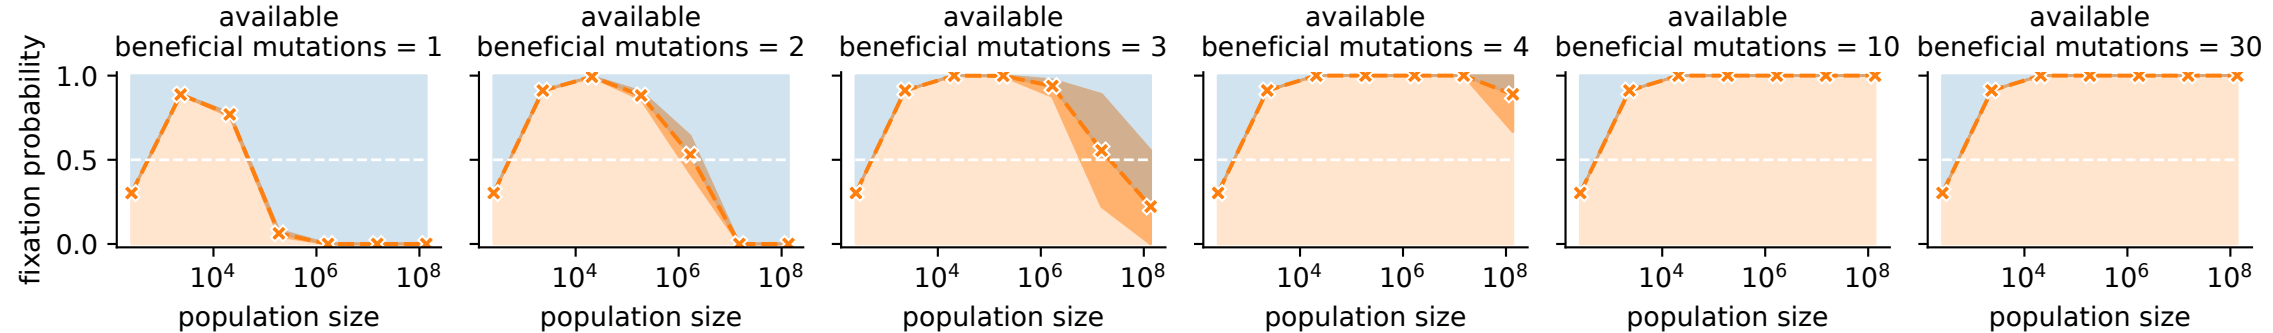 available
beneficial mutations = 1
available
beneficial mutations = 2
available
beneficial mutations = 3
available
beneficial mutations = 4
available
beneficial mutations = 10
available
beneficial mutations = 30
fixation probability
1.0
0.5
0.0
10⁴ 10⁶ 10⁸
population size
10⁴ 10⁶ 10⁸
population size
10⁴ 10⁶ 10⁸
population size
10⁴ 10⁶ 10⁸
population size
10⁴ 10⁶ 10⁸
population size
10⁴ 10⁶ 10⁸
population size